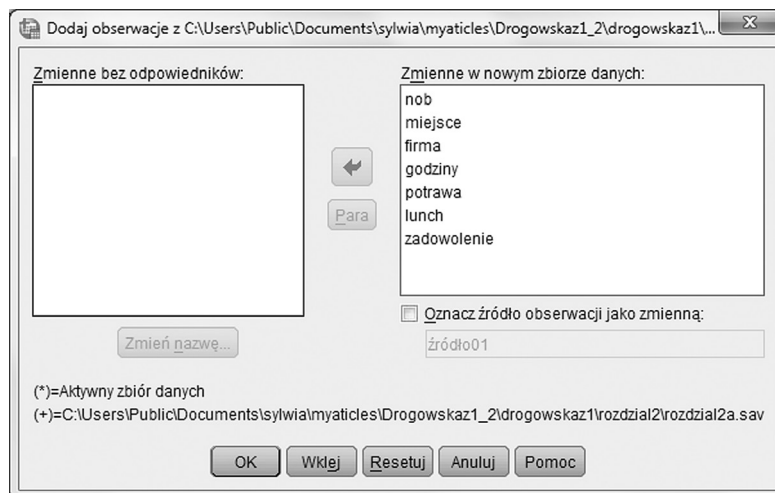 Dodaj obserwacje z C:\Users\Public\Documents\sylwia\myaticles\Drogowskaz1_2\drogowskaz1\...
Zmienne bez odpowiedników:
Zmienne w nowym zbiorze danych:
nob
miejsce
firma
godziny
potrawa
lunch
zadowolenie
Para
Zmień nazwę...
Oznacz źródło obserwacji jako zmienną:
źródło01
(*)=Aktywny zbiór danych
(+)=C:\Users\Public\Documents\sylwia\myaticles\Drogowskaz1_2\drogowskaz1\rozdzial2\rozdzial2a.sav
OK Wklej Resetuj Anuluj Pomoc